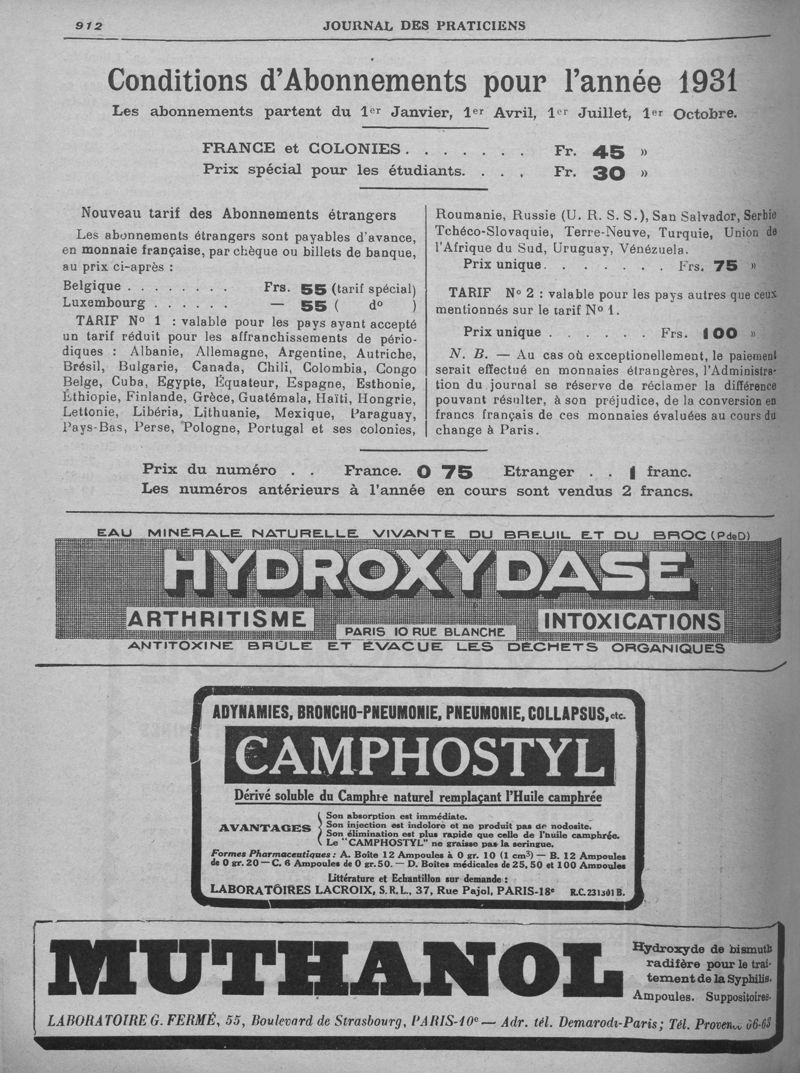 912
JOURNAL DES PRATICIENS
Conditions d'Abonnements pour l'année 1931
Les abonnements partent du 1er Janvier, 1er Avril, 1er Juillet, 1er Octobre.
FRANCE et COLONIES . . . . . . . Fr. 45 »
Prix spécial pour les étudiants. . . . Fr. 30 »
Nouveau tarif des Abonnements étrangers
Les abonnements étrangers sont payables d'avance,
en monnaie française, par chèque ou billets de banque,
au prix ci-après :
Belgique . . . . . . . . Frs. 55 (tarif spécial)
Luxembourg . . . . . . — 55 ( do )
TARIF No 1 : valable pour les pays ayant accepté
un tarif réduit pour les affranchissements de pério-
diques : Albanie, Allemagne, Argentine, Autriche,
Brésil, Bulgarie, Canada, Chili, Colombia, Congo
Belge, Cuba, Egypte, Équateur, Espagne, Esthonie,
Éthiopie, Finlande, Grèce, Guatémala, Haïti, Hongrie,
Lettonie, Libéria, Lithuanie, Mexique, Paraguay,
Pays-Bas, Perse, Pologne, Portugal et ses colonies,
Roumanie, Russie (U. R. S. S.), San Salvador, Serbie
Tchéco-Slovaquie, Terre-Neuve, Turquie, Union de
l'Afrique du Sud, Uruguay, Vénézuela.
Prix unique. . . . . . . . Frs. 75 »
TARIF No 2 : valable pour les pays autres que ceux
mentionnés sur le tarif No 1.
Prix unique . . . . . . . Frs. 100 »
N. B. — Au cas où exceptionellement, le paiement
serait effectué en monnaies étrangères, l'Administra-
tion du journal se réserve de réclamer la différence
pouvant résulter, à son préjudice, de la conversion en
francs français de ces monnaies évaluées au cours du
change à Paris.
Prix du numéro . . France. 0 75 Etranger . . 1 franc.
Les numéros antérieurs à l'année en cours sont vendus 2 francs.
EAU MINÉRALE NATURELLE VIVANTE DU BREUIL ET DU BROC (P de D)
HYDROXYDASE
ARTHRITISME
INTOXICATIONS
PARIS 10 RUE BLANCHE
ANTITOXINE BRÛLE ET ÉVACUE LES DÉCHETS ORGANIQUES
ADYNAMIES, BRONCHO-PNEUMONIE, PNEUMONIE, COLLAPSUS, etc.
CAMPHOSTYL
Dérivé soluble du Camphre naturel remplaçant l'Huile camphrée
AVANTAGES
Son absorption est immédiate.
Son injection est indolore et ne produit pas de nodosité.
Son élimination est plus rapide que celle de l'huile camphrée.
Le "CAMPHOSTYL" ne graisse pas la seringue.
Formes Pharmaceutiques : A. Boîte 12 Ampoules à 0 gr. 10 (1 cm3) — B. 12 Ampoules
de 0 gr. 20 — C. 6 Ampoules de 0 gr. 50. — D. Boîtes médicales de 25, 50 et 100 Ampoules
Littérature et Echantillon sur demande :
LABORATOIRES LACROIX, S.R.L., 37, Rue Pajol, PARIS-18e R.C. 231 B.
MUTHANOL
Hydroxyde de bismuth
radifère pour le trai-
tement de la Syphilis.
Ampoules. Suppositoires.
LABORATOIRE G. FERMÉ, 55, Boulevard de Strasbourg, PARIS-10e — Adr. tél. Demarodi-Paris ; Tél. 06-63